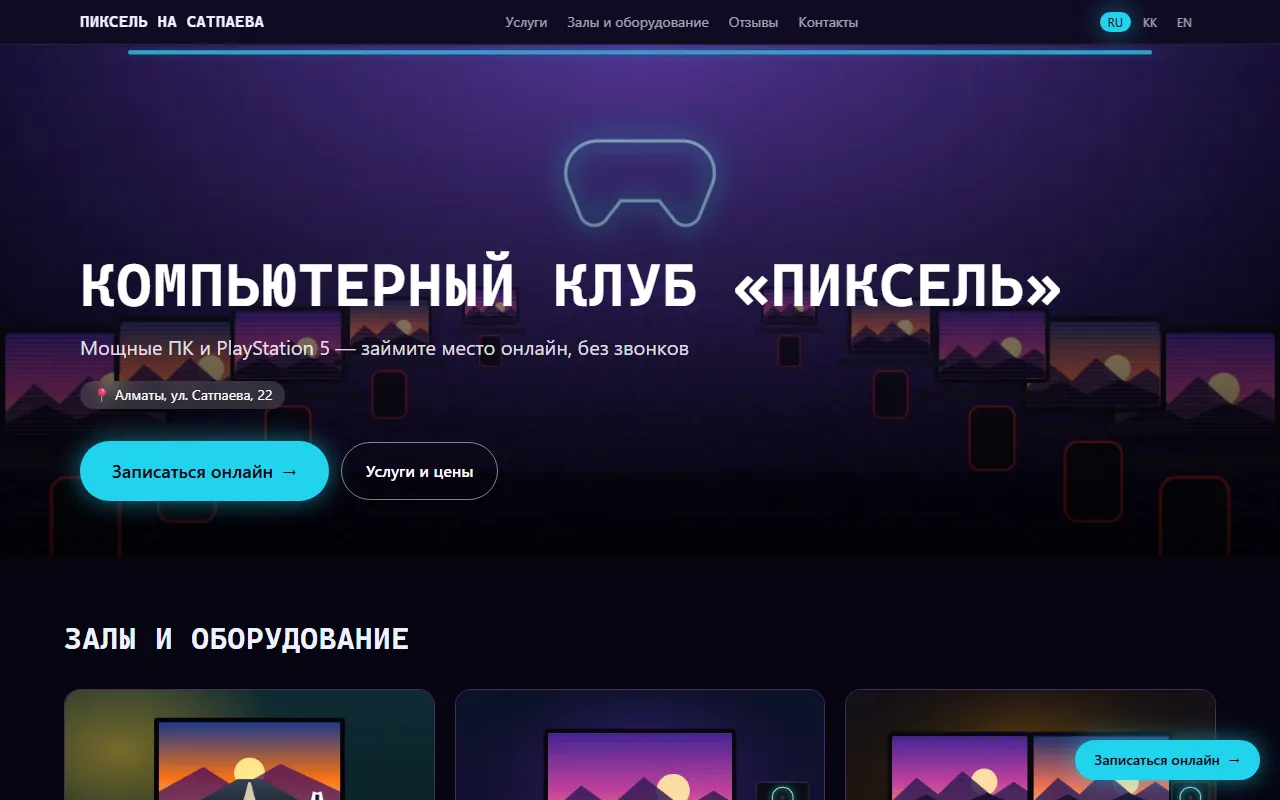 ПИКСЕЛЬ НА САТПАЕВА
Услуги
Залы и оборудование
Отзывы
Контакты
RU
KK
EN
КОМПЬЮТЕРНЫЙ КЛУБ «ПИКСЕЛЬ»
Мощные ПК и PlayStation 5 — займите место онлайн, без звонков
📍 Алматы, ул. Сатпаева, 22
Записаться онлайн →
Услуги и цены
ЗАЛЫ И ОБОРУДОВАНИЕ
Записаться онлайн →